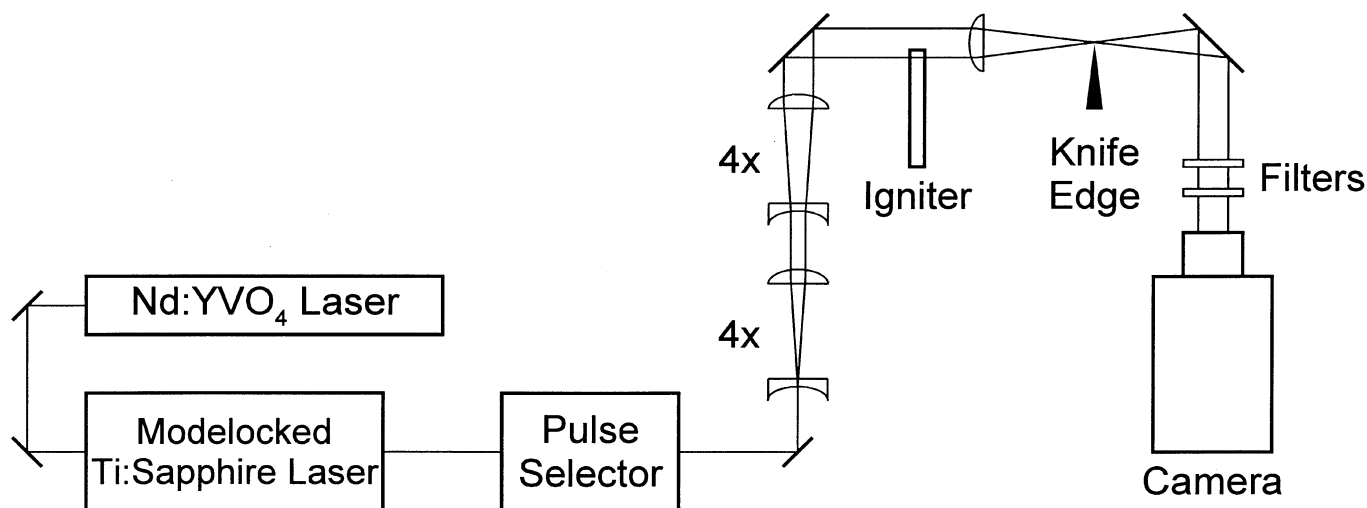 4x
Igniter
Knife
Edge
Filters
Nd:YVO₄ Laser
4x
Modelocked
Ti:Sapphire Laser
Pulse
Selector
Camera